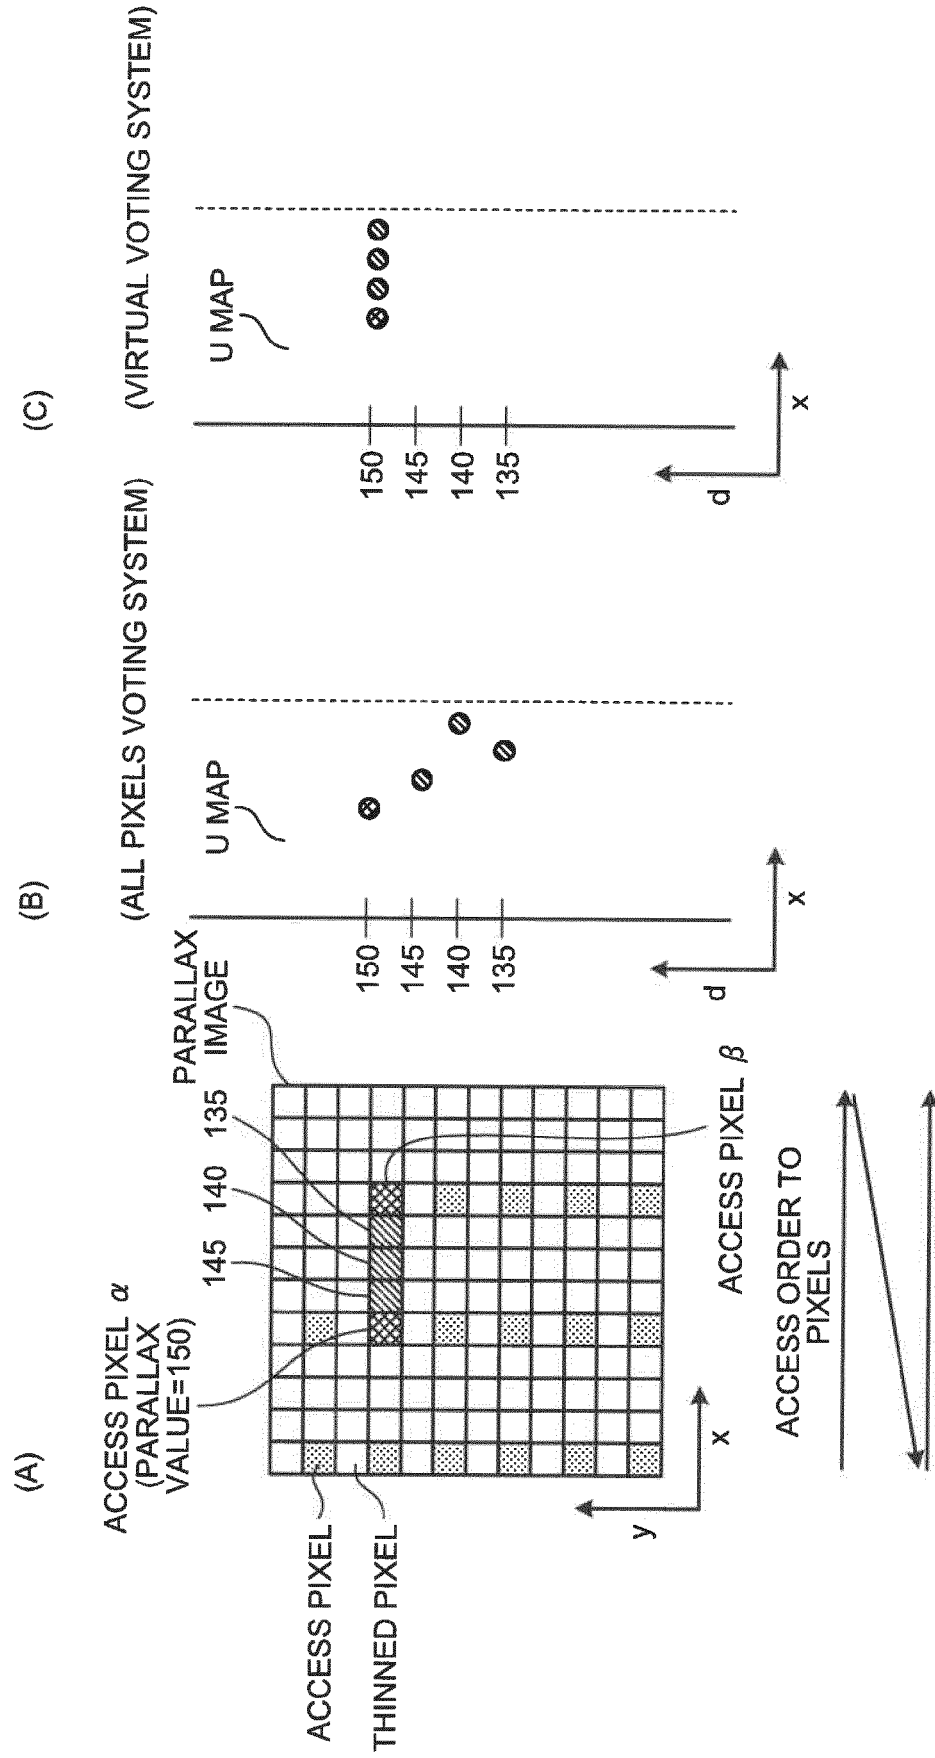 (A)
ACCESS PIXEL α
(PARALLAX
VALUE=150)
145
140
135
PARALLAX
IMAGE
ACCESS PIXEL
THINNED PIXEL
y
x
ACCESS PIXEL β
ACCESS ORDER TO
PIXELS
(B)
(ALL PIXELS VOTING SYSTEM)
U MAP
150
145
140
135
d
x
(C)
(VIRTUAL VOTING SYSTEM)
U MAP
150
145
140
135
d
x